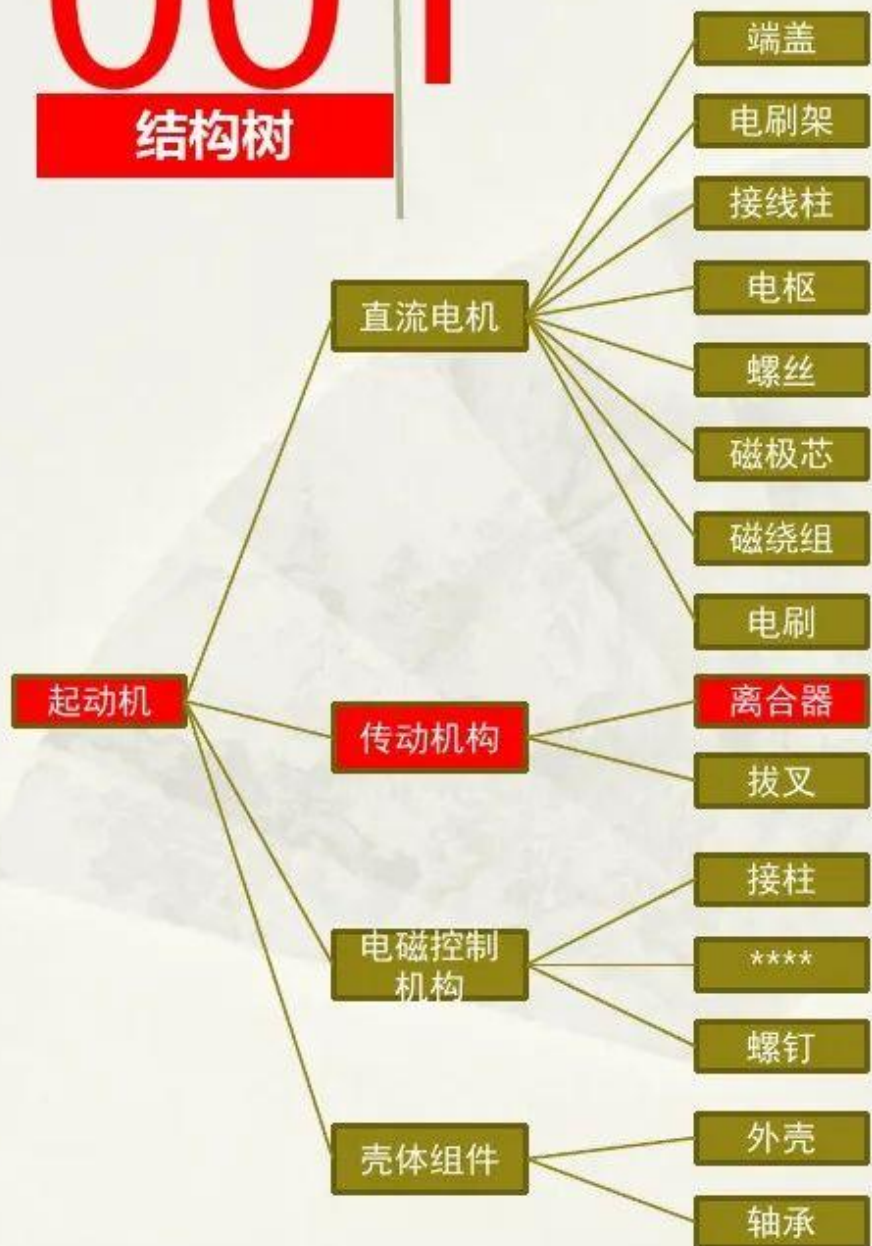 001
结构树
端盖
电刷架
接线柱
直流电机
电枢
螺丝
磁极芯
磁绕组
电刷
起动机
传动机构
离合器
拔叉
电磁控制
机构
接柱
****
螺钉
壳体组件
外壳
轴承